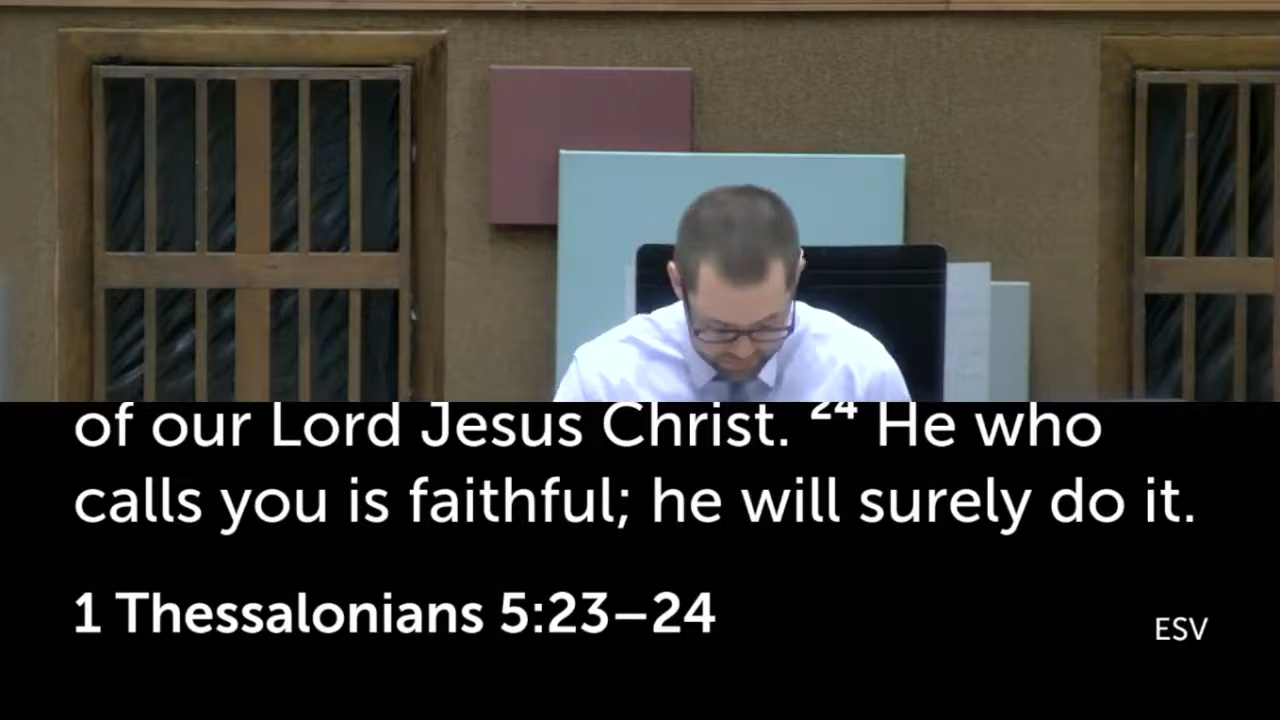 of our Lord Jesus Christ. 24 He who
calls you is faithful; he will surely do it.
1 Thessalonians 5:23–24
ESV